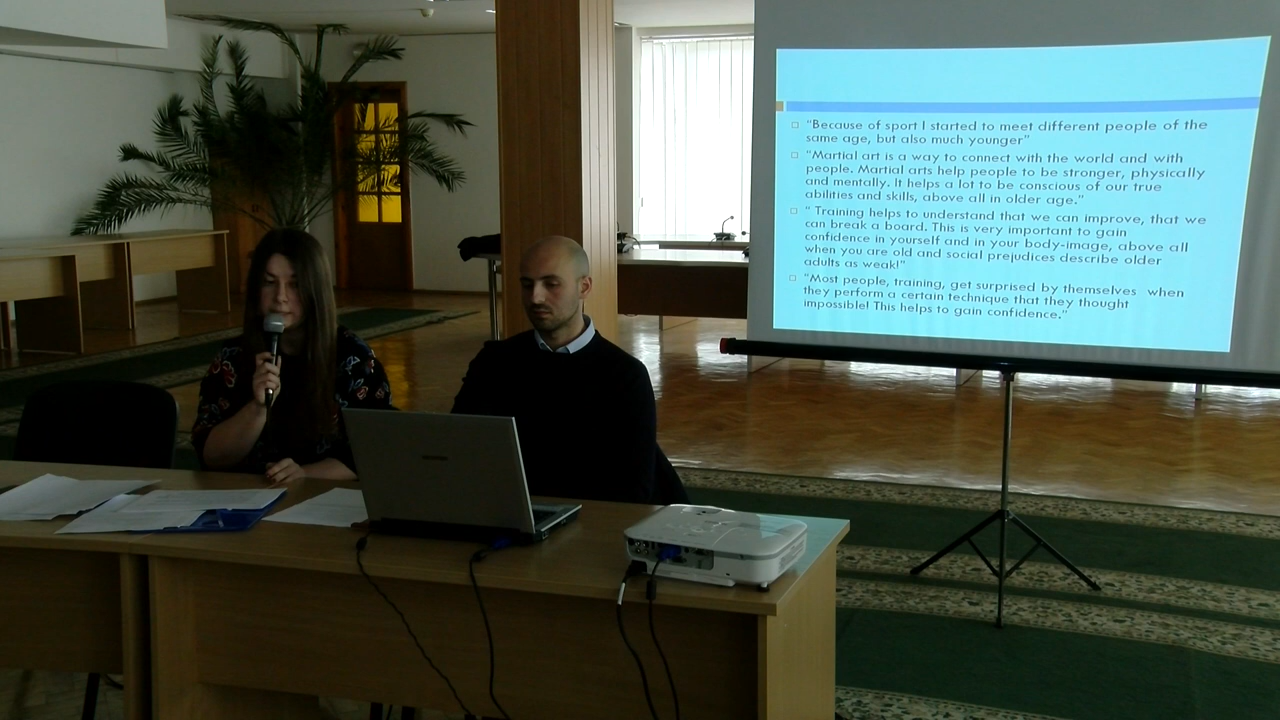 "Because of sport I started to meet different people of the
same age, but also much younger"
"Martial art is a way to connect with the world and with
people. Martial arts help people to be stronger, physically
and mentally. It helps a lot to be conscious of our true
abilities and skills, above all in older age."
" Training helps to understand that we can improve, that we
can break a board. This is very important to gain
confidence in yourself and in your body-image, above all
when you are old and social prejudices describe older
adults as weak!"
"Most people, training, get surprised by themselves when
they perform a certain technique that they thought
impossible! This helps to gain confidence."